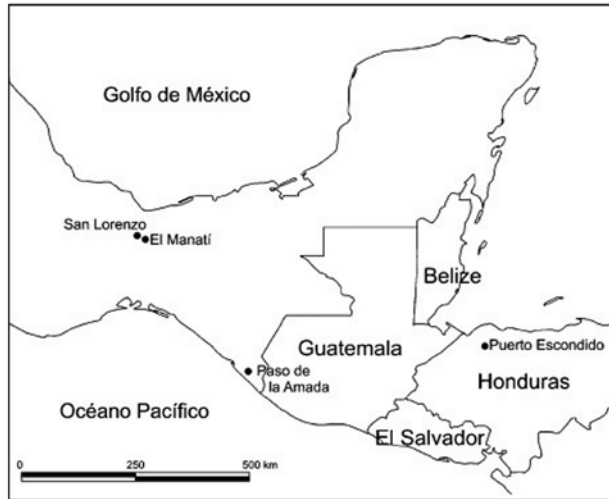 Golfo de México
San Lorenzo
El Manatí
Belize
Guatemala
Puerto Escondido
Paso de
la Amada
Honduras
Océano Pacífico
El Salvador
0 250 500 km